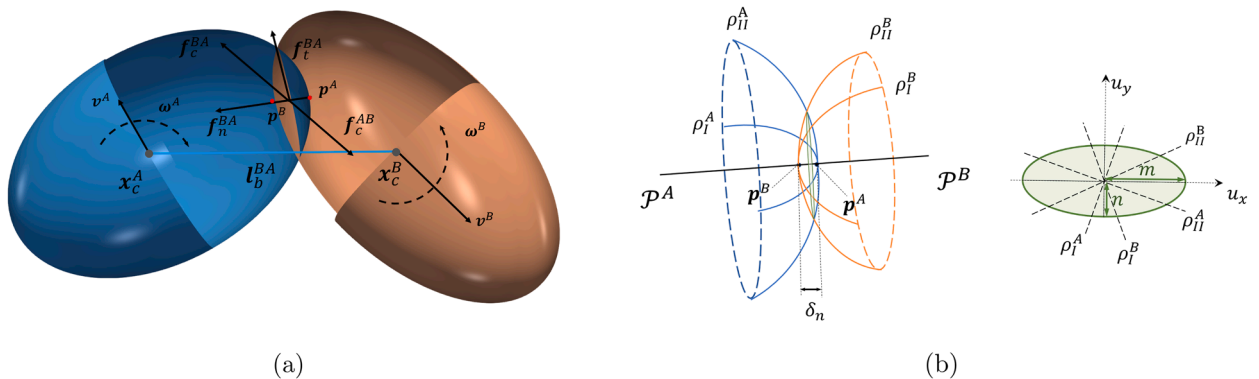 f_c^{BA}
f_t^{BA}
v^A
ω^A
p^A
p^B
f_n^{BA}
f_c^{AB}
ω^B
x_c^A
l_b^{BA}
x_c^B
v^B
(a)
ρ_{II}^A
ρ_{II}^B
ρ_I^B
ρ_I^A
𝒫^A
p^B
p^A
𝒫^B
δ_n
u_y
ρ_{II}^B
m
n
u_x
ρ_{II}^A
ρ_I^A
ρ_I^B
(b)